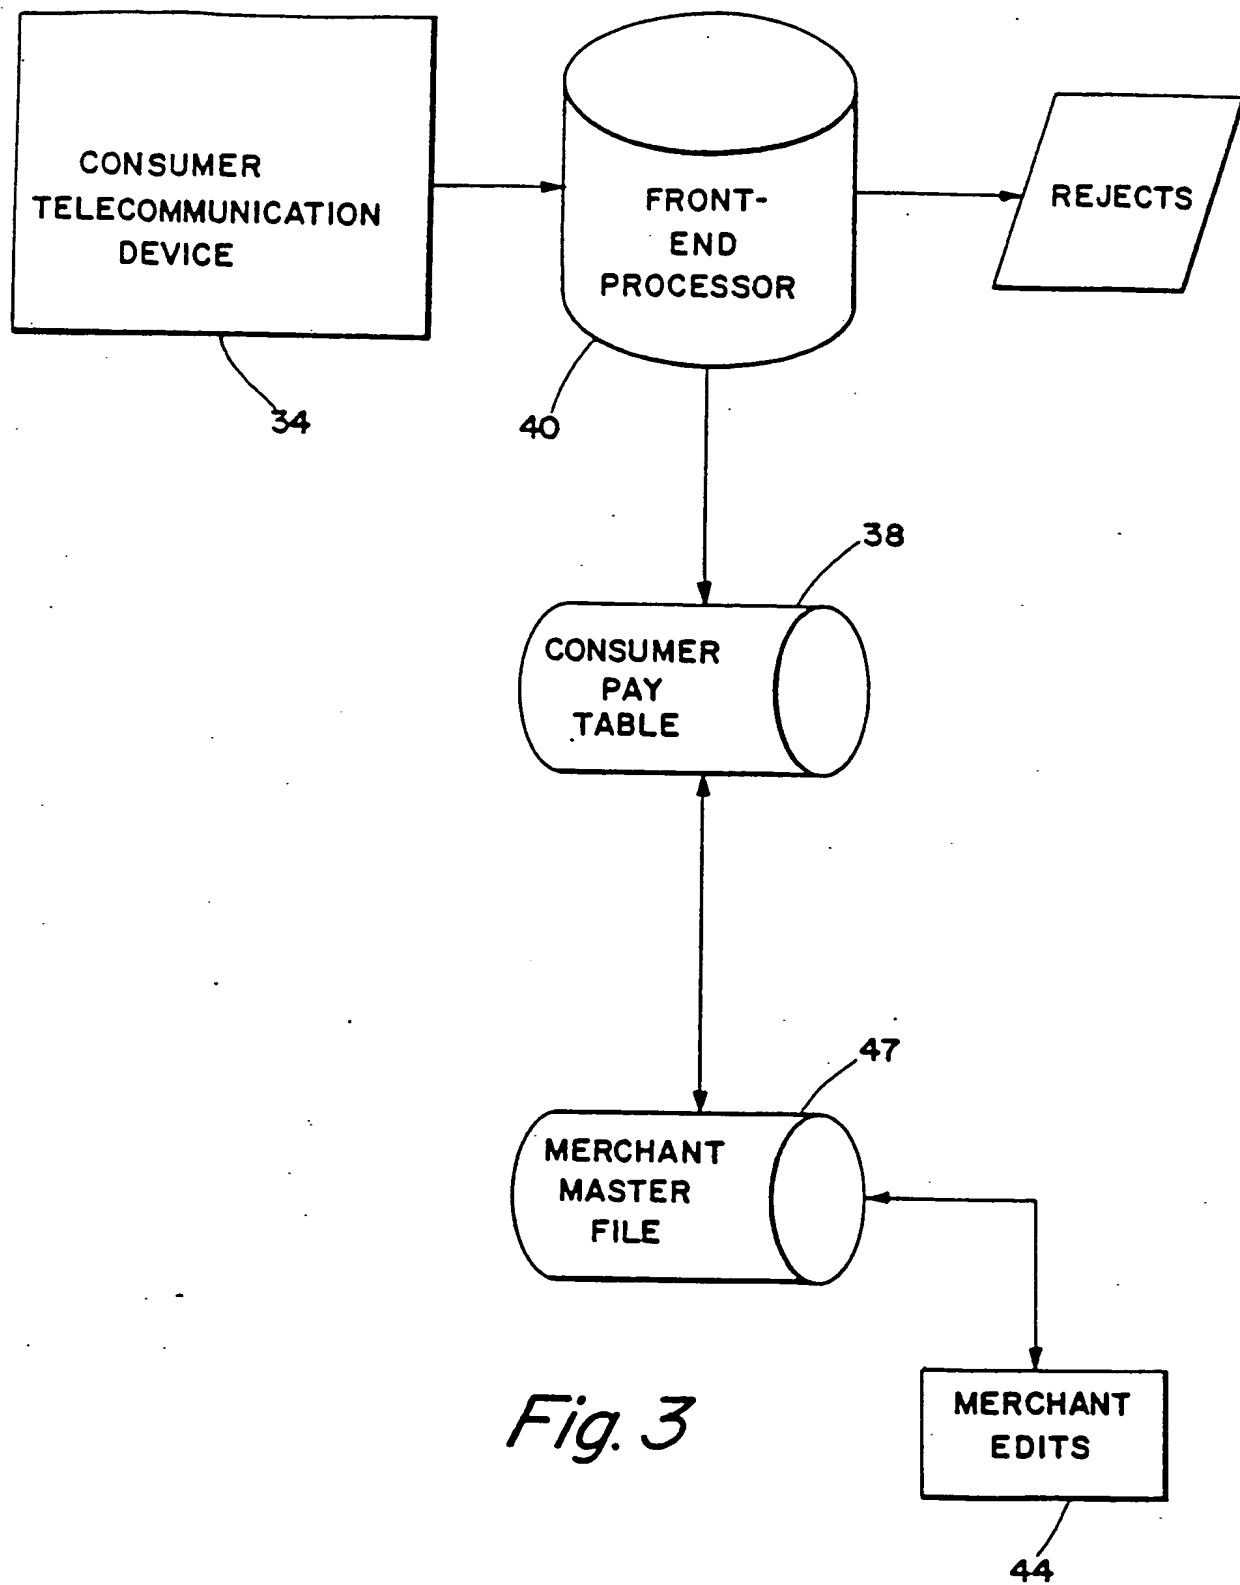 CONSUMER
TELECOMMUNICATION
DEVICE
34
FRONT-
END
PROCESSOR
40
REJECTS
38
CONSUMER
PAY
TABLE
47
MERCHANT
MASTER
FILE
MERCHANT
EDITS
44
Fig. 3